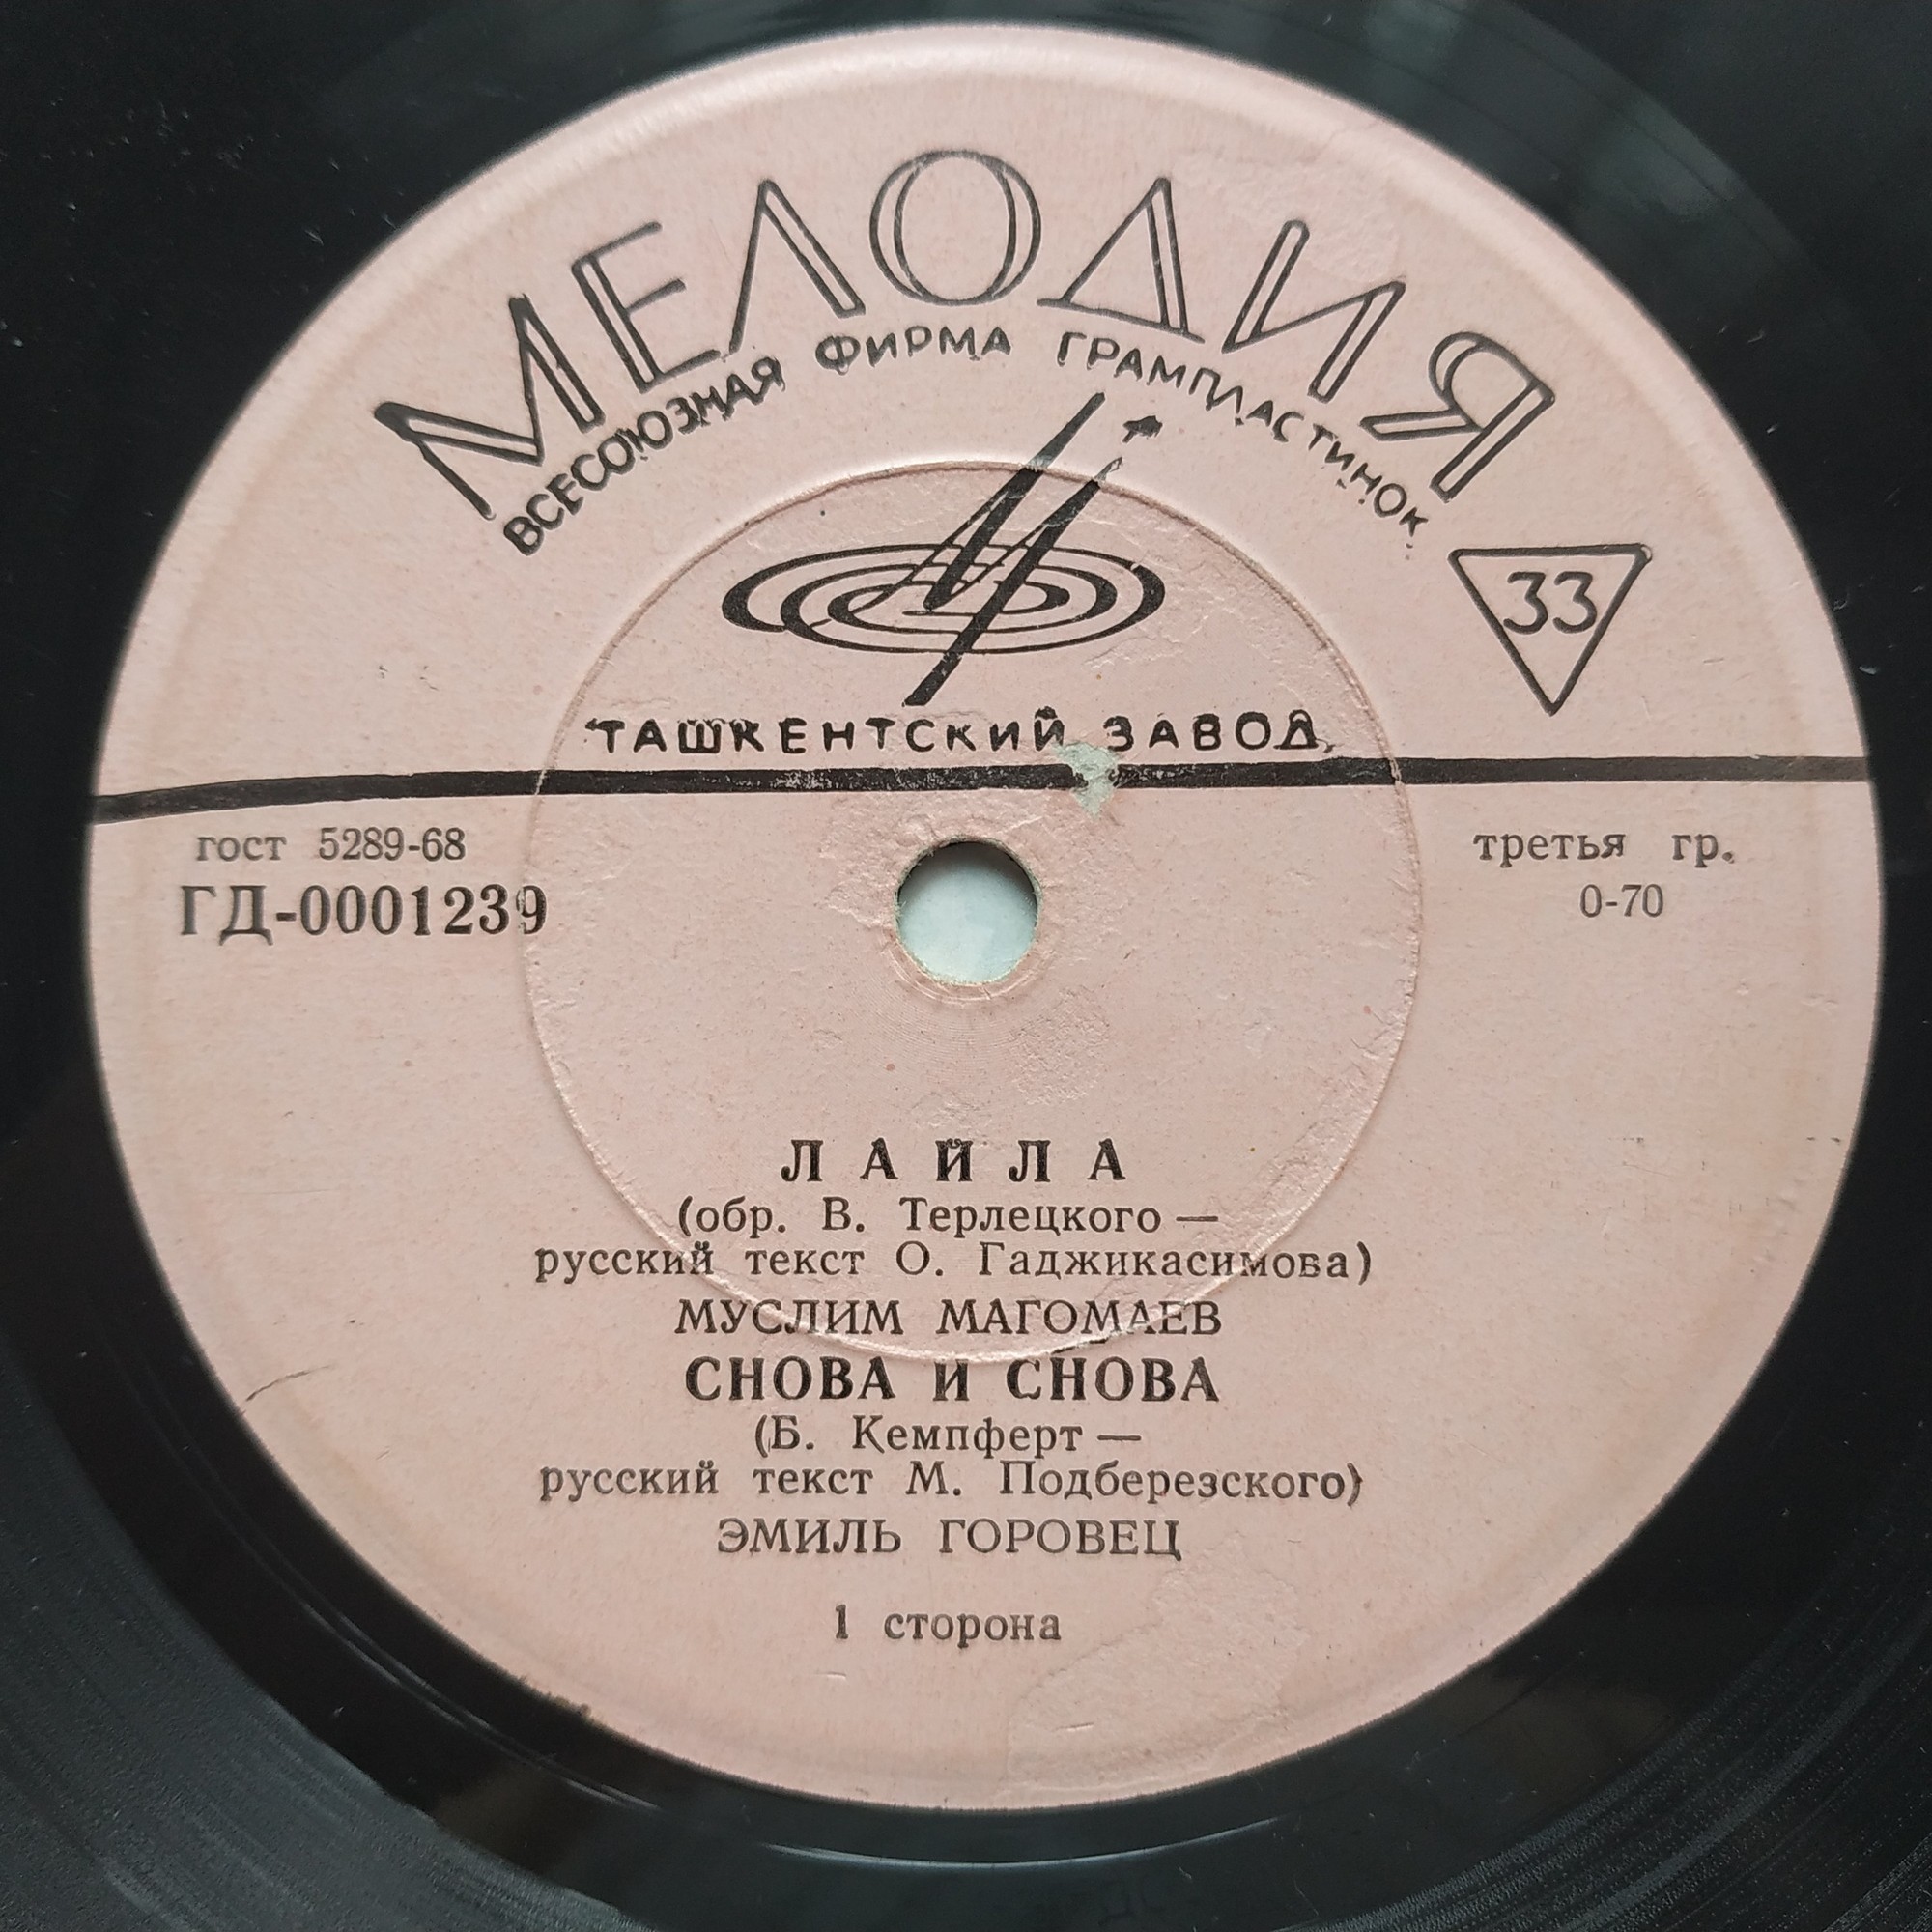 МЕЛОДИЯ
ВСЕСОЮЗНАЯ ФИРМА ГРАМПЛАСТИНОК
33
ТАШКЕНТСКИЙ ЗАВОД
гост 5289-68
ГД-0001239
третья гр.
0-70
ЛАЙЛА
(обр. В. Терлецкого —
русский текст О. Гаджикасимова)
МУСЛИМ МАГОМАЕВ
СНОВА И СНОВА
(Б. Кемпферт —
русский текст М. Подберезского)
ЭМИЛЬ ГОРОВЕЦ
1 сторона